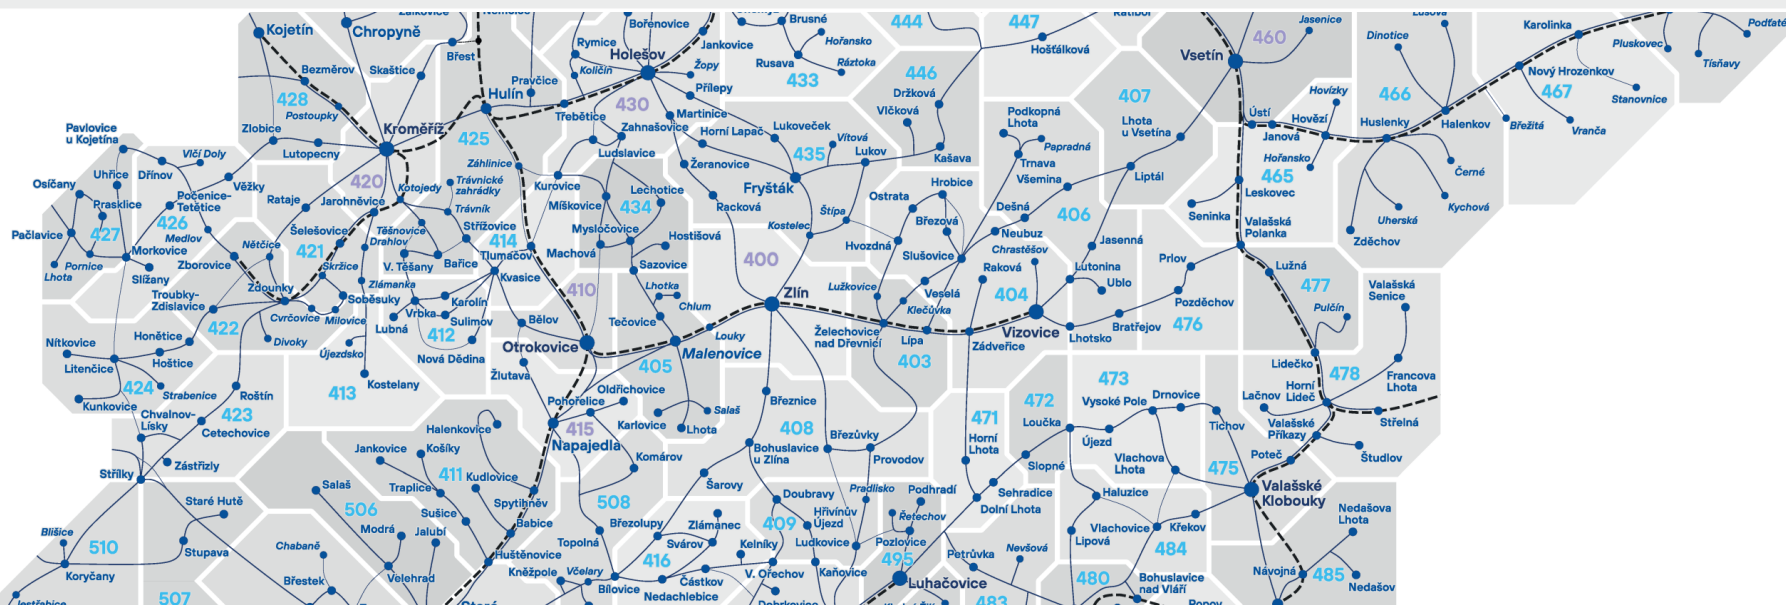 Kojetín
Chropyně
Bořenovice
Brusné
Hořansko
444
447
Hošťálková
460
Jasenice
Vsetín
Dinotice
Karolinka
Pluskovec
Tísňavy
Břest
Rymice
Holešov
Jankovice
Rusava
Ráztoka
433
Bezměrov
Skaštice
Količín
Žopy
446
Držková
Nový Hrozenkov
467
Stanovnice
428
Postoupky
Pravčice
Hulín
430
Přílepy
Martinice
Vlčková
Podkopná
Lhota
407
Lhota
u Vsetína
Ústí
Hovízky
Hovězí
466
Huslenky
Halenkov
Břežitá
Vranča
Pavlovice
u Kojetína
Zlobice
Kroměříž
425
Třebětice
Zahnašovice
Horní Lapač
Lukoveček
Vítová
Papradná
Janová
Lutopecny
Záhlinice
Ludslavice
435
Lukov
Kašava
Trnava
Hořansko
465
Černé
Vlčí Doly
Uhřice
Dřínov
Věžky
420
Kotojedy
Trávnické
zahrádky
Kurovice
Žeranovice
Fryšták
Všemina
Liptál
Leskovec
Osíčany
Prasklice
Počenice-
Tetětice
Rataje
Jarohněvice
Trávník
Lechotice
434
Míškovice
Racková
Ostrata
Hrobice
Seninka
Kychová
Uherská
426
Medlov
Šelešovice
421
Těšnovice
Drahlov
Střížovice
414
Mysločovice
Hostišová
Kostelec
Štípa
Březová
Dešná
406
Neubuz
Valašská
Polanka
Zděchov
Pačlavice
427
Morkovice
Nětčice
Zborovice
Pornice
Lhota
Slížany
Skržice
V. Těšany
Bařice
Tlumačov
Machová
Sazovice
Hvozdná
Slušovice
Chrastěšov
Jasenná
Prlov
Lužná
477
Kvasice
400
Raková
Lutonina
Ublo
Valašská
Senice
Troubky-
Zdislavice
Zdounky
Zlámanka
Soběsuky
Karolín
410
Lhotka
Chlum
Zlín
Lužkovice
Veselá
404
Pozděchov
Pulčín
422
Cvrčovice
Milovice
Vrbka
Lubná
Sulimov
412
Bělov
Tečovice
Louky
Klečůvka
Vizovice
Bratřejov
476
Honětice
Divoky
Nítkovice
Hoštice
Újezdsko
Nová Dědina
Otrokovice
Malenovice
Želechovice
nad Dřevnicí
Lípa
Zádveřice
Lhotsko
Litenčice
424
Strabenice
Roštín
413
Kostelany
Žlutava
405
403
Lidečko
478
Francova
Lhota
Kunkovice
Chvalnov-
Lísky
423
Cetechovice
Pohořelice
Oldřichovice
Salaš
Březnice
408
471
472
473
Drnovice
Vysoké Pole
Lačnov
Horní
Lideč
Halenkovice
415
Napajedla
Karlovice
Lhota
Březůvky
Horní
Lhota
Loučka
Újezd
Tichov
Valašské
Příkazy
Střelná
Jankovice
Košíky
411
Kudlovice
Komárov
Bohuslavice
u Zlína
Provodov
Slopné
Vlachova
Lhota
475
Poteč
Študlov
Střílky
Zástřizly
Salaš
Traplice
Spytihněv
Šarovy
Doubravy
Pradlisko
Podhradí
Sehradice
Dolní Lhota
Haluzice
Valašské
Klobouky
Staré Hutě
506
Sušice
508
Březolupy
Zlámanec
409
Hřivínův
Újezd
Řetechov
Vlachovice
Křekov
Nedašova
Lhota
Blišice
510
Stupava
Modrá
Jalubí
Babice
Topolná
Svárov
Kelníky
Ludkovice
Pozlovice
495
Petrůvka
Nevšová
Lipová
484
Chabaně
Huštěnovice
416
Koryčany
Břestek
Velehrad
Kněžpole
Včelary
Bílovice
Částkov
Nedachlebice
V. Ořechov
Kaňovice
Luhačovice
480
Bohuslavice
nad Vláří
Návojná
485
Nedašov
507
483